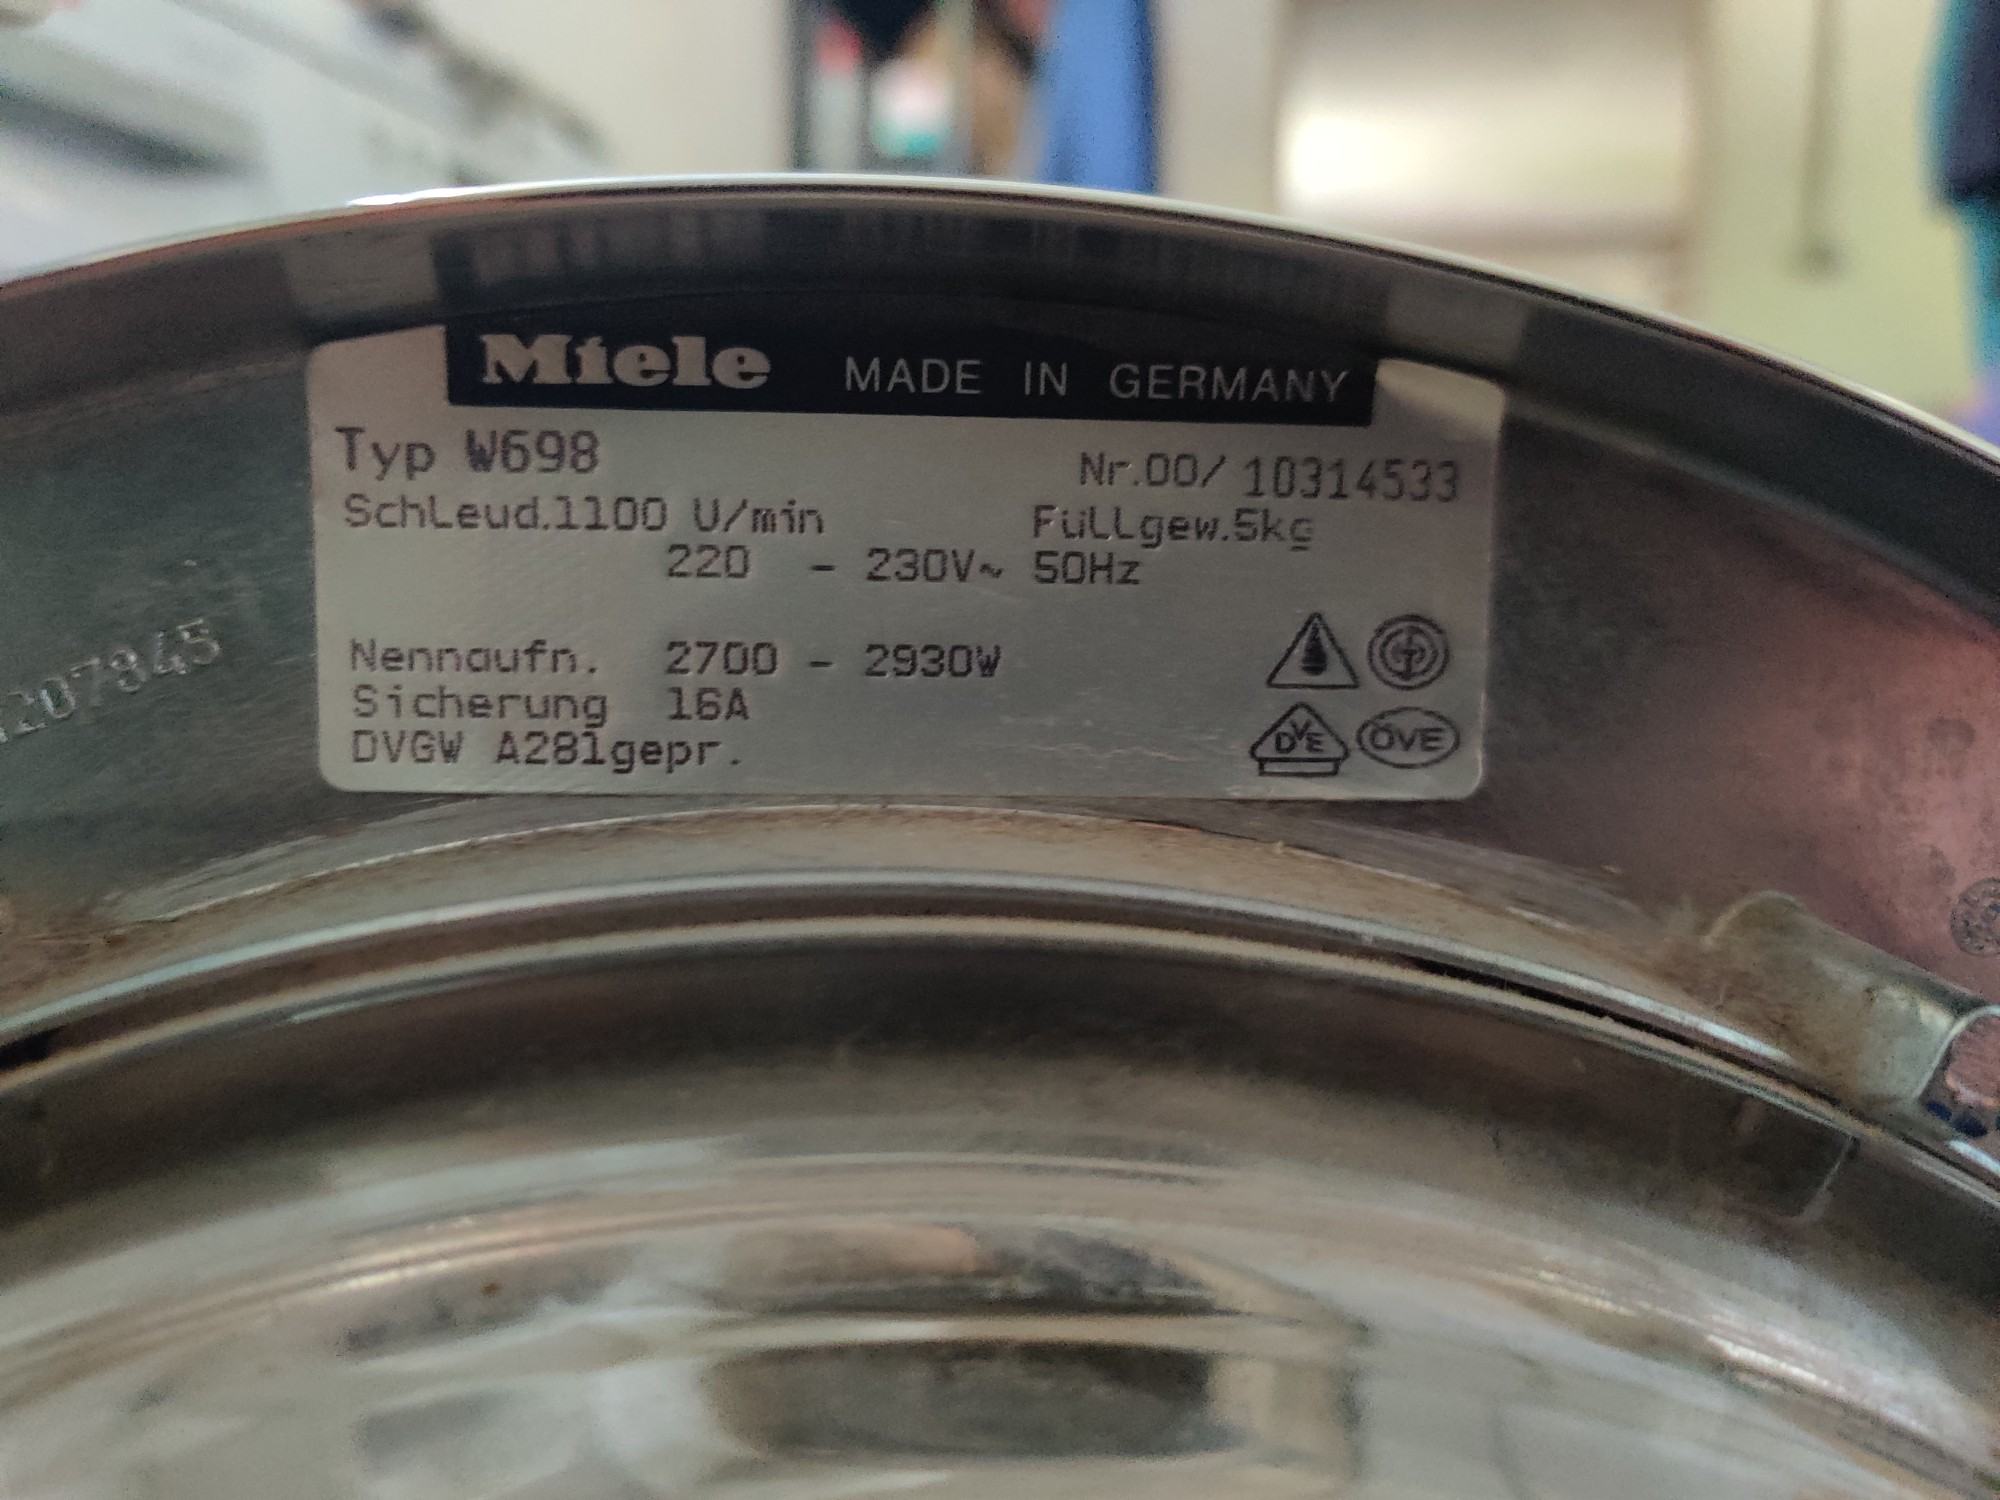 Miele MADE IN GERMANY
Typ W698 Nr.00/ 10314533
Schleud.1100 U/min Füllgew.5kg
220 - 230V~ 50Hz
Nennaufn. 2700 - 2930W
Sicherung 16A
DVGW A281gepr.
DVE ÖVE
207845